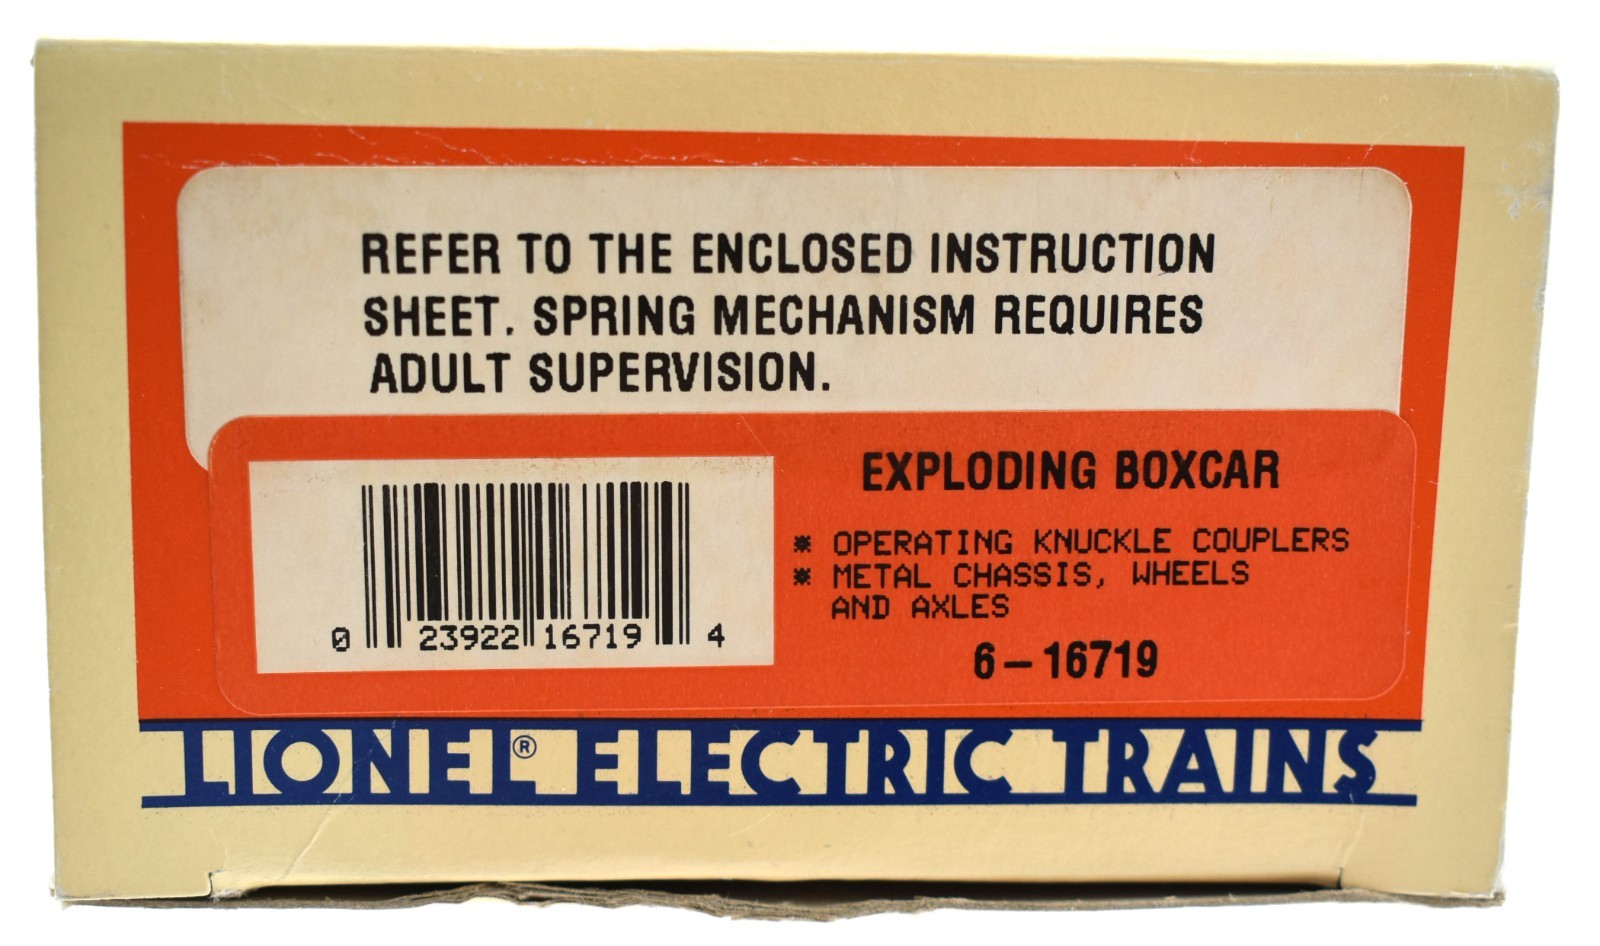 REFER TO THE ENCLOSED INSTRUCTION
SHEET. SPRING MECHANISM REQUIRES
ADULT SUPERVISION.
EXPLODING BOXCAR
* OPERATING KNUCKLE COUPLERS
* METAL CHASSIS, WHEELS
AND AXLES
6-16719
0 23922 16719 4
LIONEL® ELECTRIC TRAINS